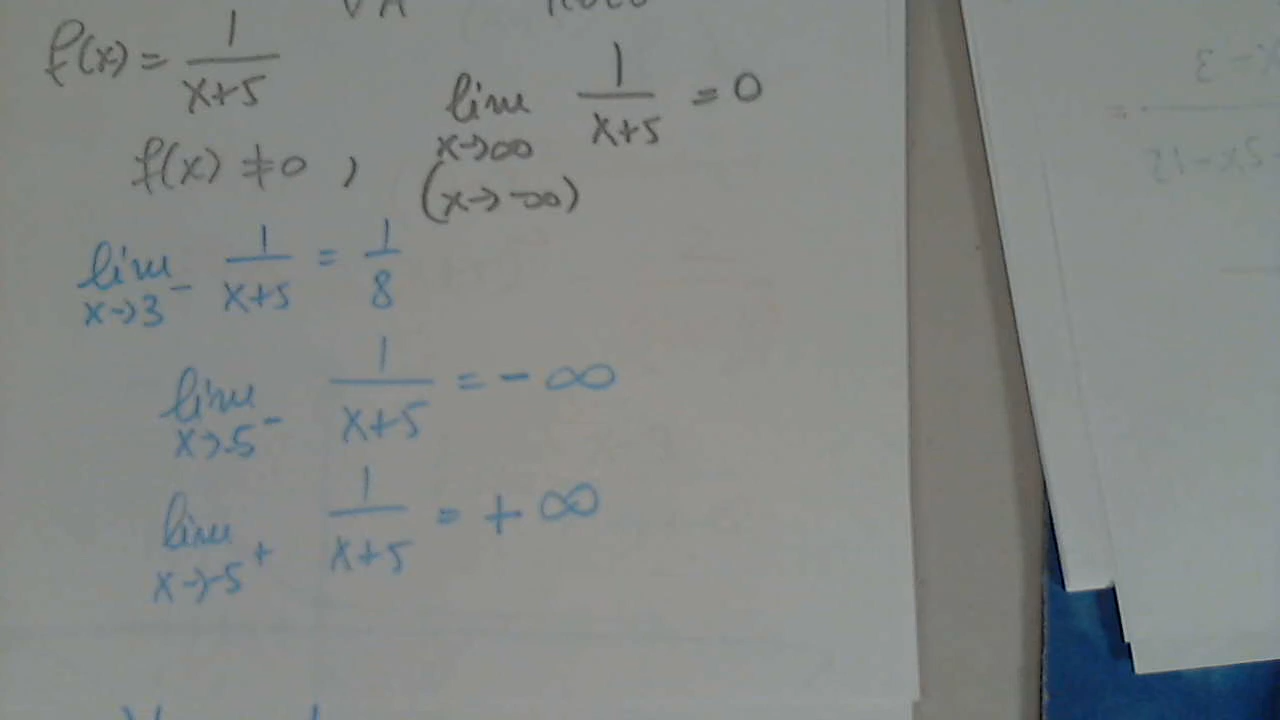 f(x) = 1/(x+5)
lim x→∞ (x→-∞) 1/(x+5) = 0
f(x) ≠ 0 ,
lim x→3⁻ 1/(x+5) = 1/8
lim x→-5⁻ 1/(x+5) = - ∞
lim x→-5⁺ 1/(x+5) = + ∞